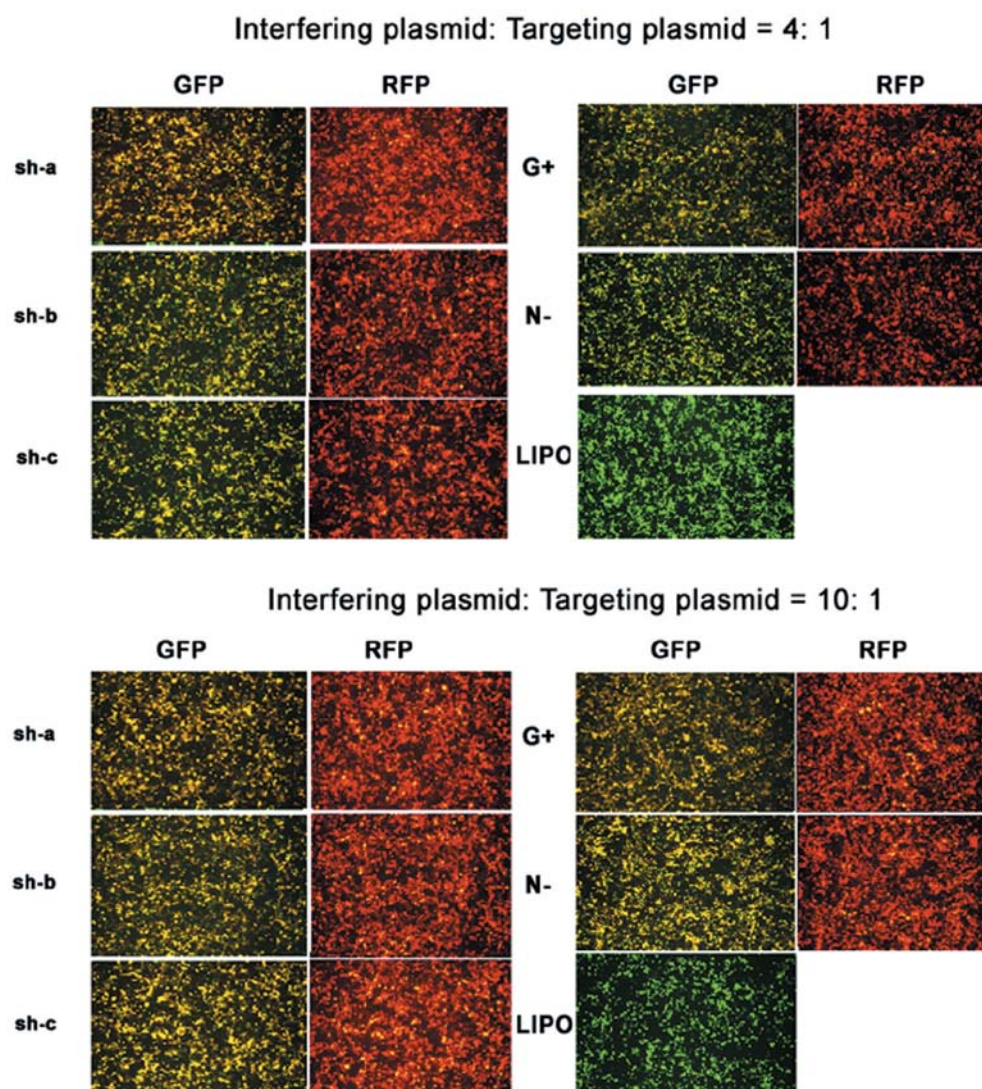 Interfering plasmid: Targeting plasmid = 4: 1
GFP RFP GFP RFP
sh-a G+
sh-b N-
sh-c LIPO
Interfering plasmid: Targeting plasmid = 10: 1
GFP RFP GFP RFP
sh-a G+
sh-b N-
sh-c LIPO